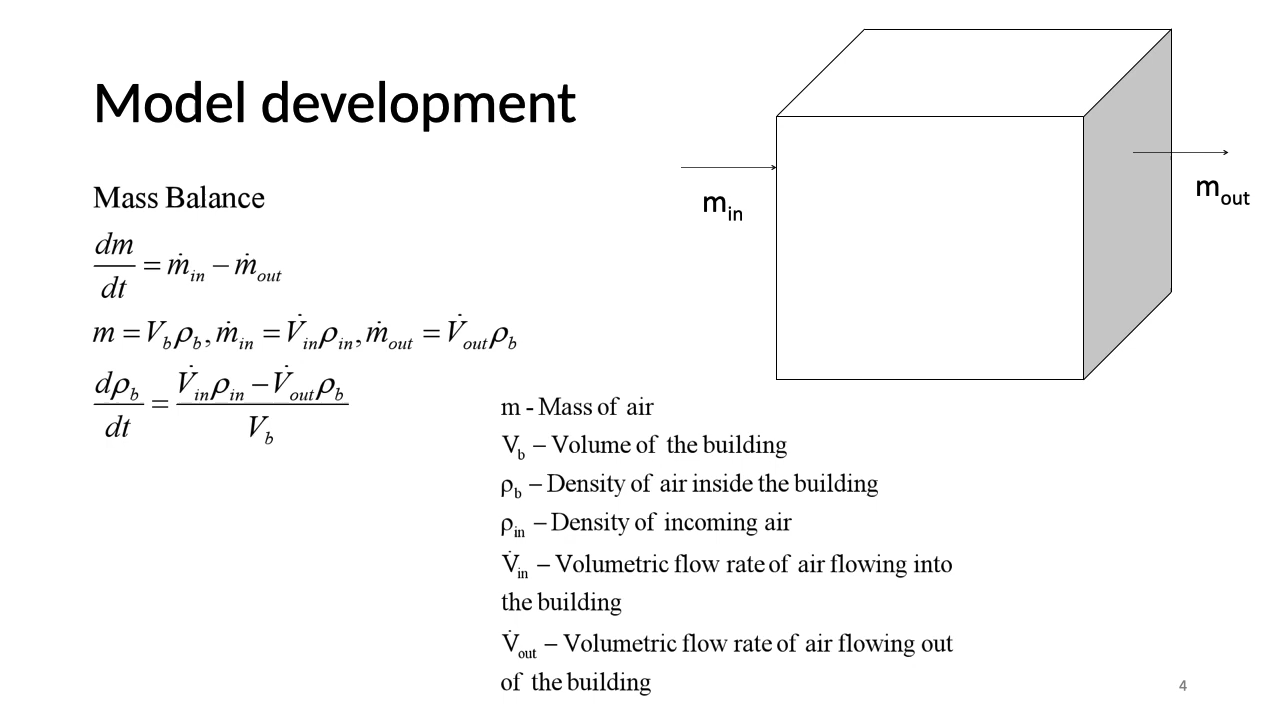 Model development
Mass Balance
dm/dt = ṁ_in − ṁ_out
m = V_b ρ_b, ṁ_in = V̇_in ρ_in, ṁ_out = V̇_out ρ_b
dρ_b/dt = (V̇_in ρ_in − V̇_out ρ_b)/V_b
m_in
m_out
m - Mass of air
V_b – Volume of the building
ρ_b – Density of air inside the building
ρ_in – Density of incoming air
V̇_in – Volumetric flow rate of air flowing into
the building
V̇_out – Volumetric flow rate of air flowing out
of the building
4